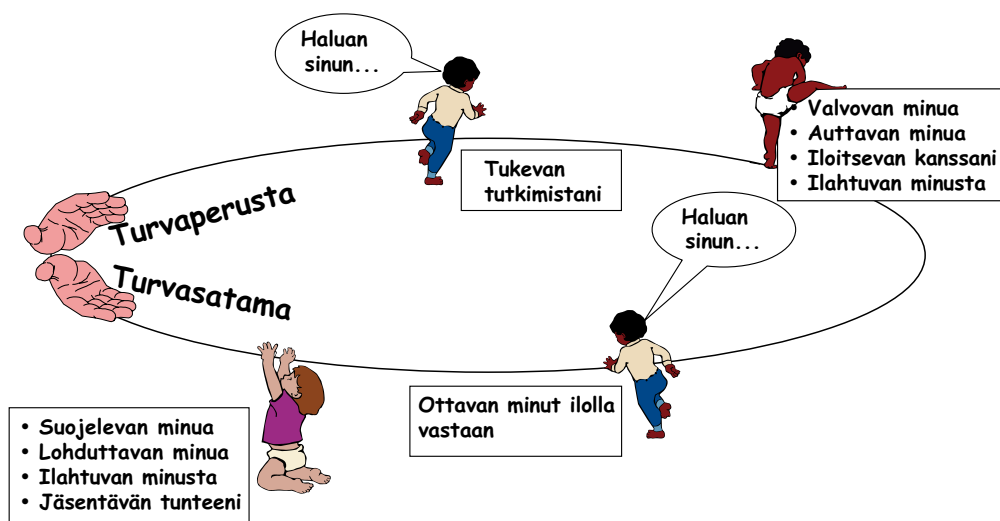 Haluan
sinun...
• Valvovan minua
• Auttavan minua
• Iloitsevan kanssani
• Ilahtuvan minusta
Tukevan
tutkimistani
Turvaperusta
Haluan
sinun...
Turvasatama
Ottavan minut ilolla
vastaan
• Suojelevan minua
• Lohduttavan minua
• Ilahtuvan minusta
• Jäsentävän tunteeni